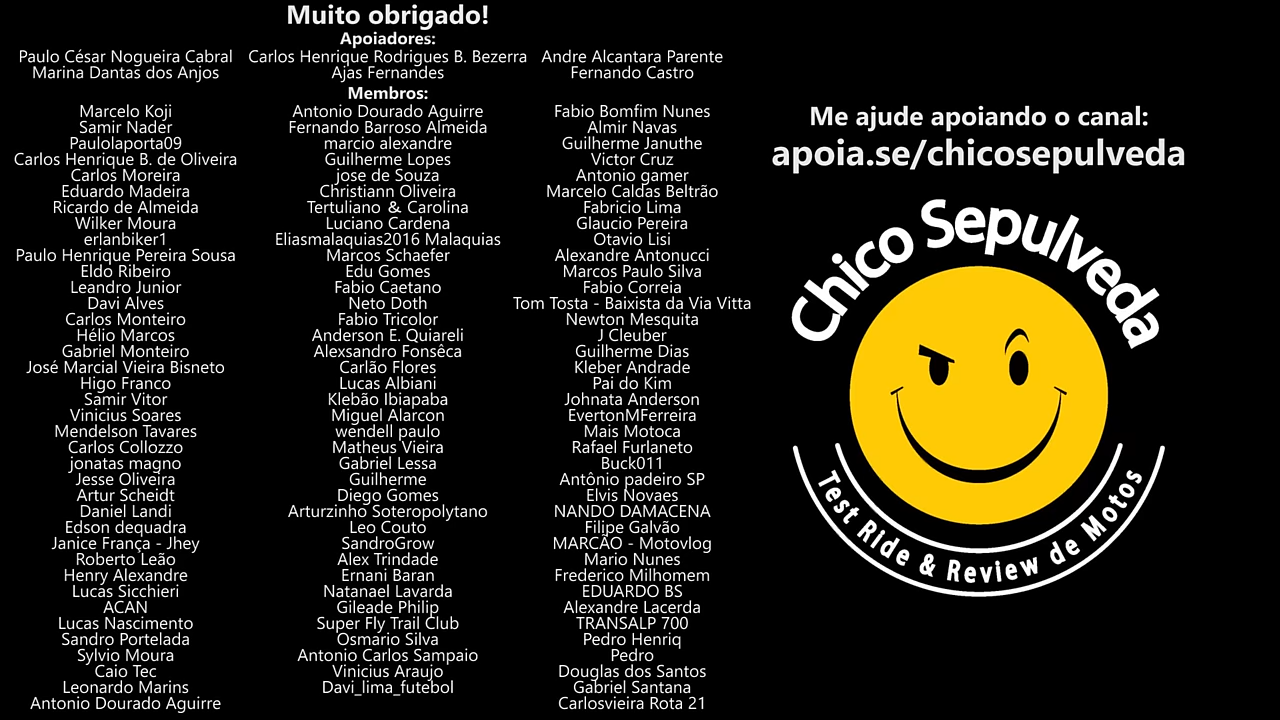 Muito obrigado!
Apoiadores:
Paulo César Nogueira Cabral
Carlos Henrique Rodrigues B. Bezerra
Andre Alcantara Parente
Marina Dantas dos Anjos
Ajas Fernandes
Fernando Castro
Membros:
Marcelo Koji
Samir Nader
Paulolaporta09
Carlos Henrique B. de Oliveira
Carlos Moreira
Eduardo Madeira
Ricardo de Almeida
Wilker Moura
erlanbiker1
Paulo Henrique Pereira Sousa
Eldo Ribeiro
Leandro Junior
Davi Alves
Carlos Monteiro
Hélio Marcos
Gabriel Monteiro
José Marcial Vieira Bisneto
Higo Franco
Samir Vitor
Vinicius Soares
Mendelson Tavares
Carlos Collozzo
jonatas magno
Jesse Oliveira
Artur Scheidt
Daniel Landi
Edson dequadra
Janice França - Jhey
Roberto Leão
Henry Alexandre
Lucas Sicchieri
ACAN
Lucas Nascimento
Sandro Portelada
Sylvio Moura
Caio Tec
Leonardo Marins
Antonio Dourado Aguirre
Antonio Dourado Aguirre
Fernando Barroso Almeida
marcio alexandre
Guilherme Lopes
jose de Souza
Christiann Oliveira
Tertuliano & Carolina
Luciano Cardena
Eliasmalaquias2016 Malaquias
Marcos Schaefer
Edu Gomes
Fabio Caetano
Neto Doth
Fabio Tricolor
Anderson E. Quiareli
Alexsandro Fonsêca
Carlão Flores
Lucas Albiani
Klebão Ibiapaba
Miguel Alarcon
wendell paulo
Matheus Vieira
Gabriel Lessa
Guilherme
Diego Gomes
Arturzinho Soteropolytano
Leo Couto
SandroGrow
Alex Trindade
Ernani Baran
Natanael Lavarda
Gileade Philip
Super Fly Trail Club
Osmario Silva
Antonio Carlos Sampaio
Vinicius Araujo
Davi_lima_futebol
Fabio Bomfim Nunes
Almir Navas
Guilherme Januthe
Victor Cruz
Antonio gamer
Marcelo Caldas Beltrão
Fabricio Lima
Glaucio Pereira
Otavio Lisi
Alexandre Antonucci
Marcos Paulo Silva
Fabio Correia
Tom Tosta - Baixista da Via Vitta
Newton Mesquita
J Cleuber
Guilherme Dias
Kleber Andrade
Pai do Kim
Johnata Anderson
EvertonMFerreira
Mais Motoca
Rafael Furlaneto
Buck011
Antônio padeiro SP
Elvis Novaes
NANDO DAMACENA
Filipe Galvão
MARCÃO - Motovlog
Mario Nunes
Frederico Milhomem
EDUARDO BS
Alexandre Lacerda
TRANSALP 700
Pedro Henriq
Pedro
Douglas dos Santos
Gabriel Santana
Carlosvieira Rota 21
Me ajude apoiando o canal:
apoia.se/chicosepulveda
Chico Sepulveda
Test Ride & Review de Motos